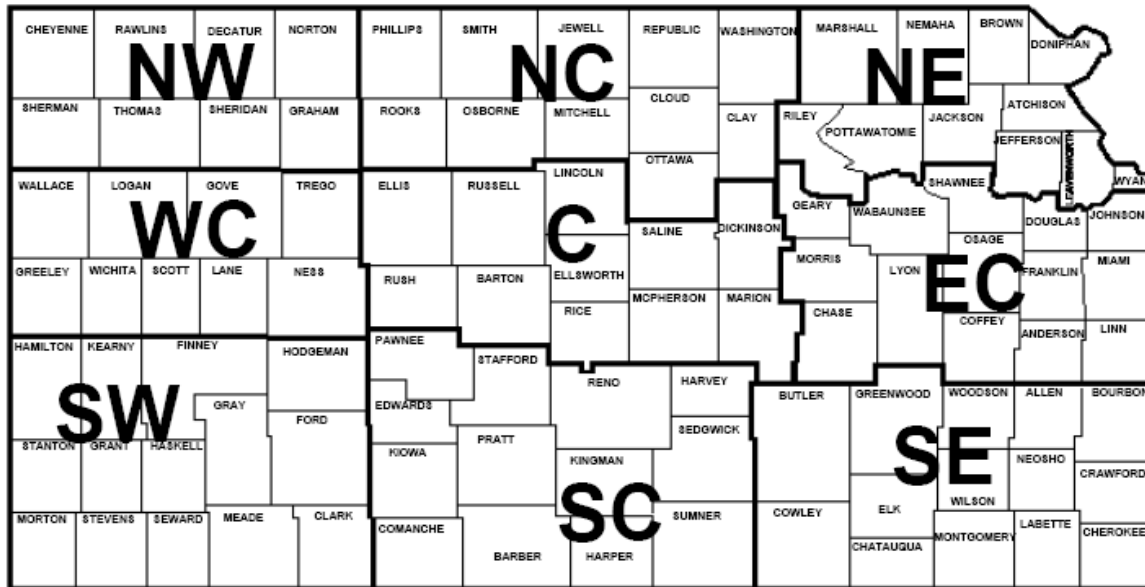 CHEYENNE RAWLINS DECATUR NORTON PHILLIPS SMITH JEWELL REPUBLIC WASHINGTON MARSHALL NEMAHA BROWN DONIPHAN
NW NC NE
SHERMAN THOMAS SHERIDAN GRAHAM ROOKS OSBORNE MITCHELL CLOUD CLAY RILEY POTTAWATOMIE JACKSON ATCHISON
JEFFERSON LEAVENWORTH WYAN
OTTAWA
WALLACE LOGAN GOVE TREGO ELLIS RUSSELL LINCOLN SALINE DICKINSON GEARY WABAUNSEE SHAWNEE DOUGLAS JOHNSON
WC C EC
GREELEY WICHITA SCOTT LANE NESS RUSH BARTON ELLSWORTH MORRIS LYON OSAGE FRANKLIN MIAMI
RICE MCPHERSON MARION CHASE COFFEY ANDERSON LINN
HAMILTON KEARNY FINNEY HODGEMAN PAWNEE STAFFORD RENO HARVEY BUTLER GREENWOOD WOODSON ALLEN BOURBON
SW SC SE
GRAY FORD EDWARDS SEDGWICK
STANTON GRANT HASKELL KIOWA PRATT KINGMAN NEOSHO CRAWFORD
MORTON STEVENS SEWARD MEADE CLARK COMANCHE BARBER HARPER SUMNER COWLEY ELK WILSON
CHATAUQUA MONTGOMERY LABETTE CHEROKEE